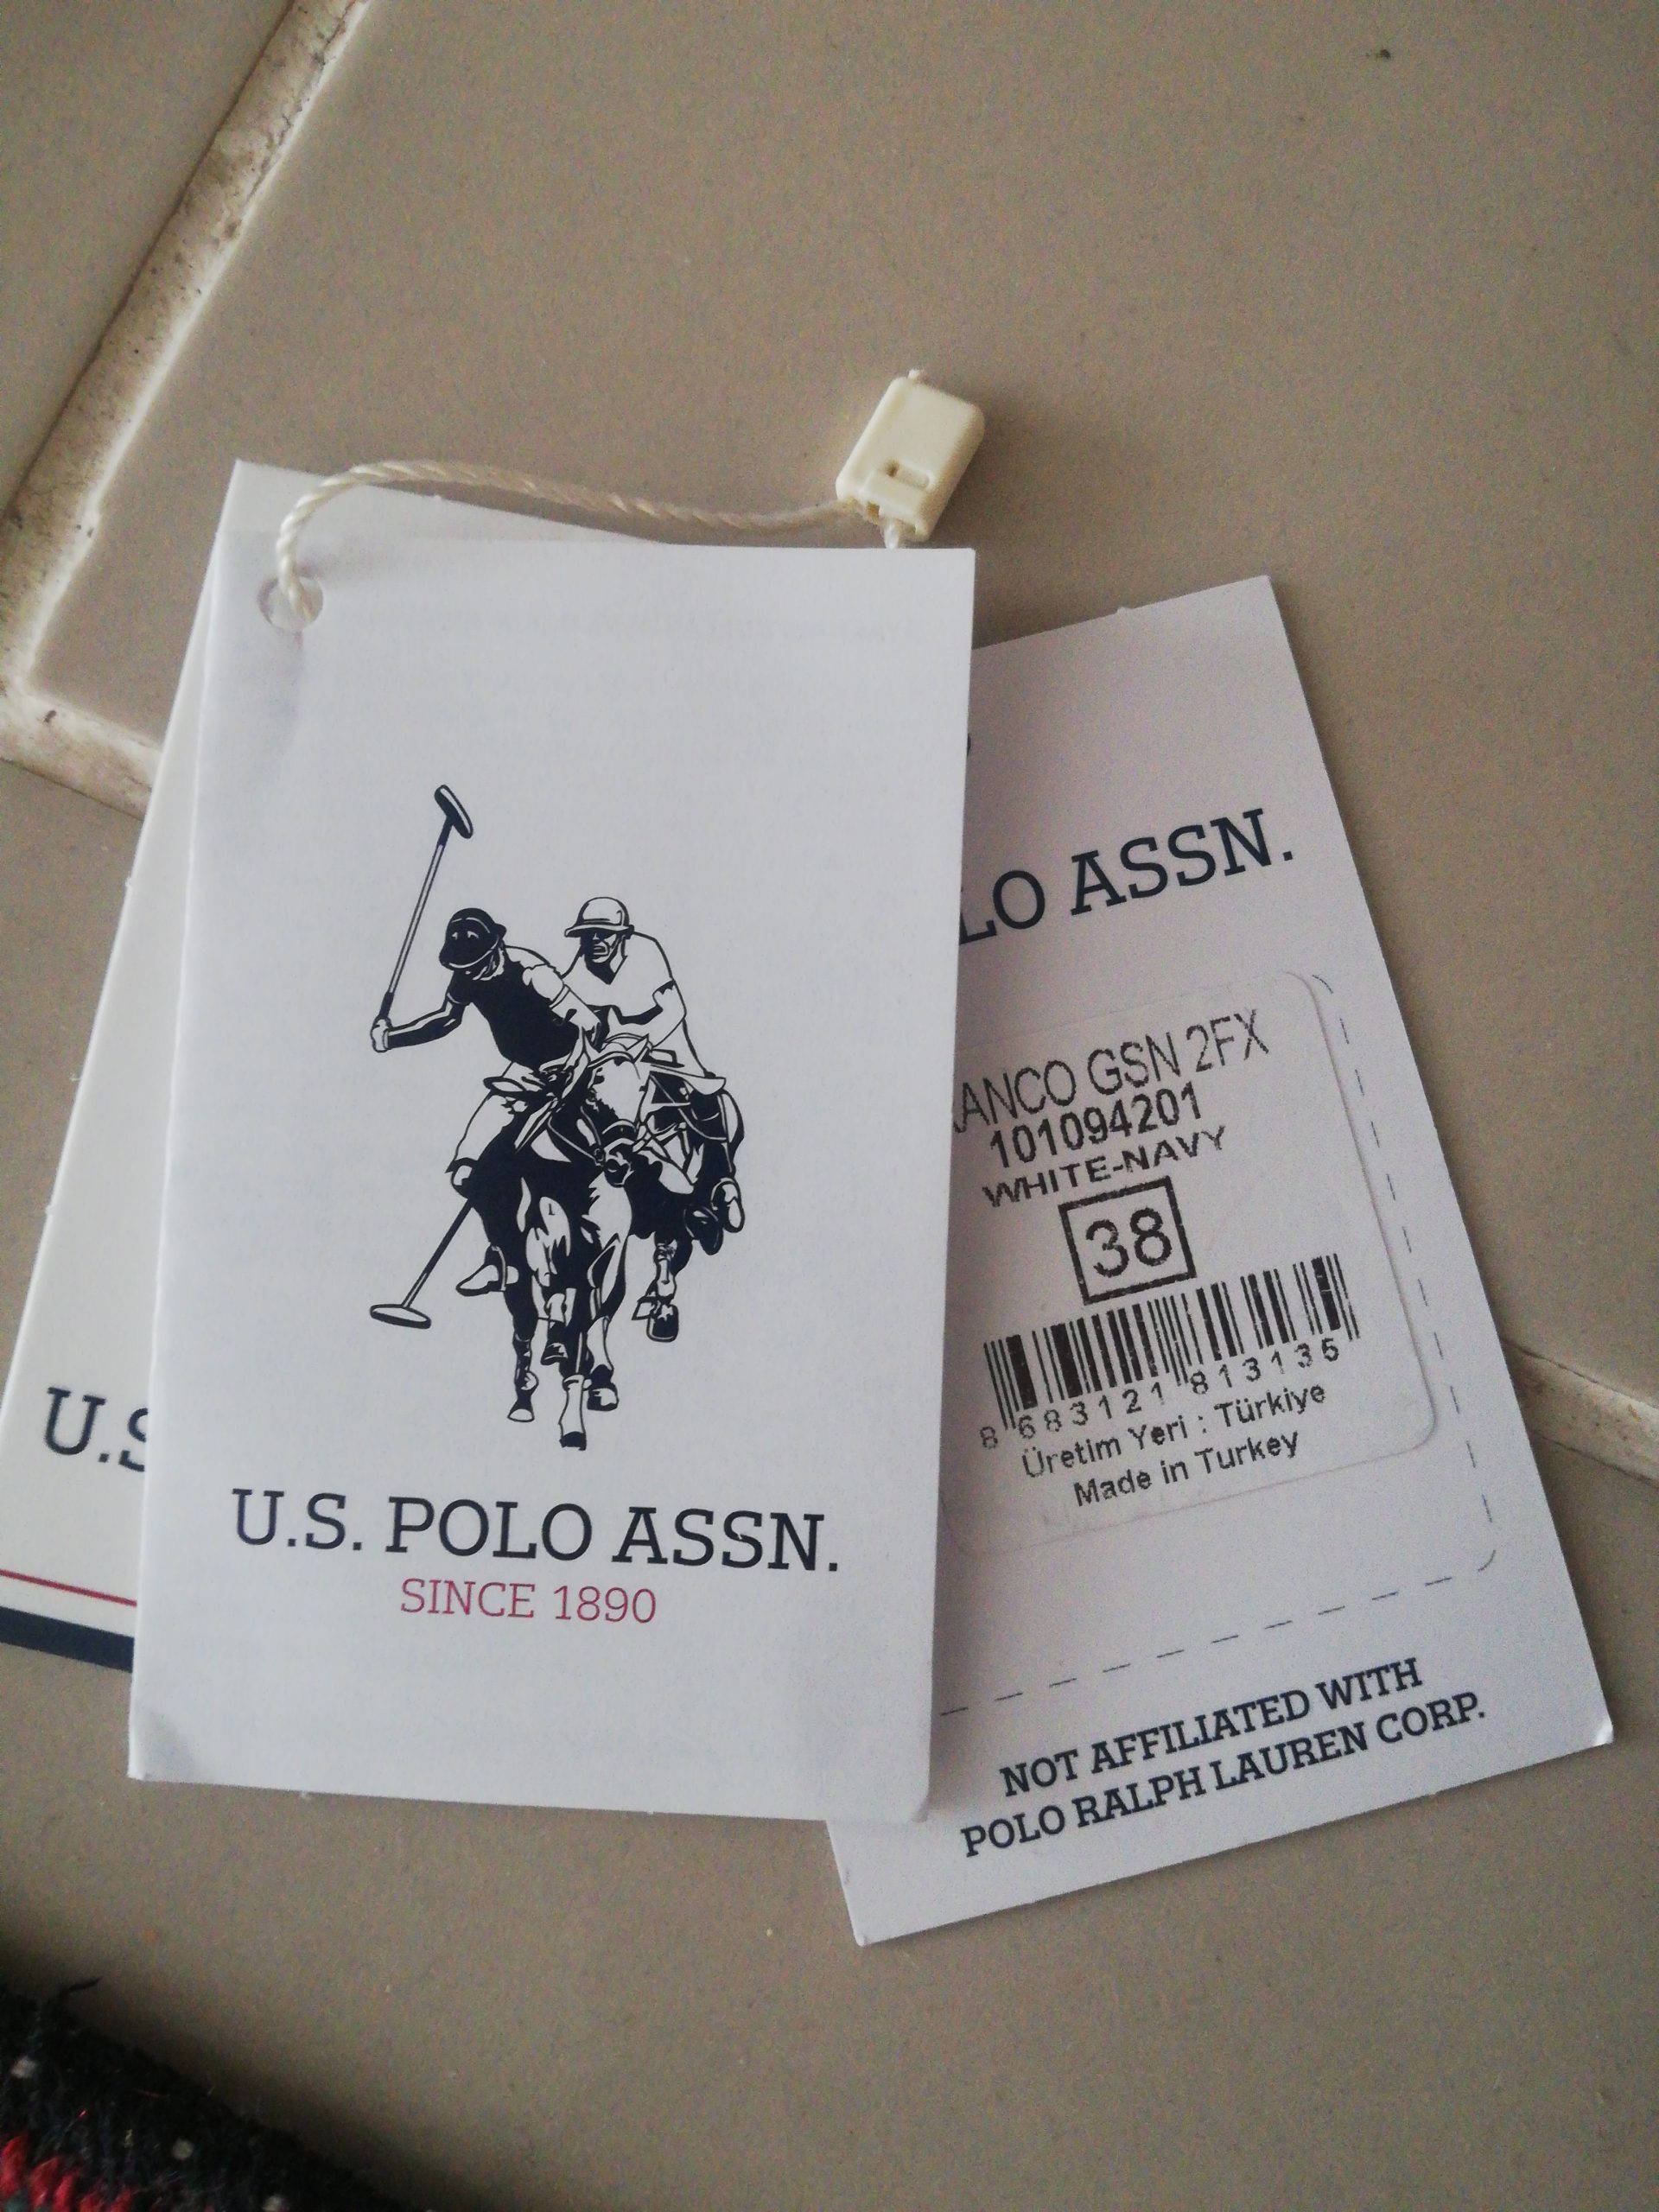 U.S. POLO ASSN.
SINCE 1890
LO ASSN.
ANCO GSN 2FX
101094201
WHITE-NAVY
38
8 683121 813135
Üretim Yeri : Türkiye
Made in Turkey
NOT AFFILIATED WITH
POLO RALPH LAUREN CORP.
U.S